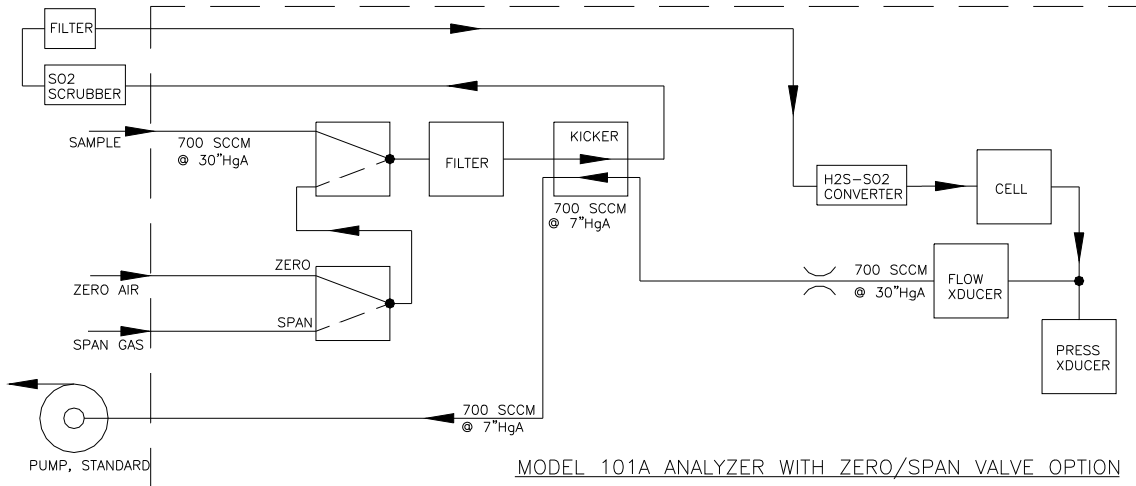 FILTER
SO2
SCRUBBER
SAMPLE
700 SCCM
@ 30"HgA
FILTER
KICKER
700 SCCM
@ 7"HgA
H2S-SO2
CONVERTER
CELL
ZERO AIR
ZERO
SPAN GAS
SPAN
700 SCCM
@ 30"HgA
FLOW
XDUCER
PRESS
XDUCER
700 SCCM
@ 7"HgA
PUMP, STANDARD
MODEL 101A ANALYZER WITH ZERO/SPAN VALVE OPTION